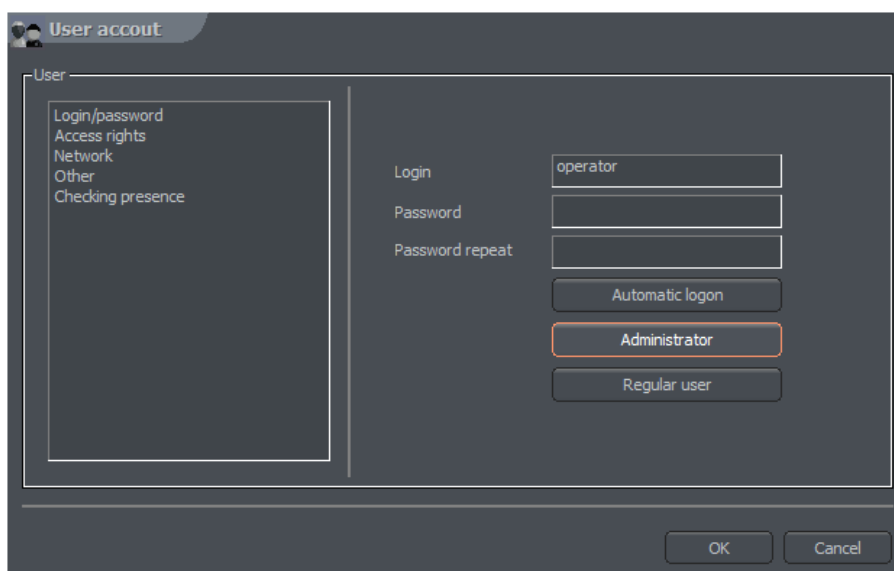 User accout
User
Login/password
Access rights
Network
Other
Checking presence
Login
operator
Password
Password repeat
Automatic logon
Administrator
Regular user
OK
Cancel